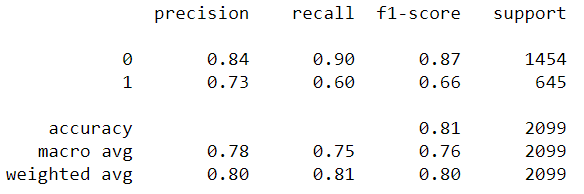 precision recall f1-score support
0 0.84 0.90 0.87 1454
1 0.73 0.60 0.66 645
accuracy 0.81 2099
macro avg 0.78 0.75 0.76 2099
weighted avg 0.80 0.81 0.80 2099